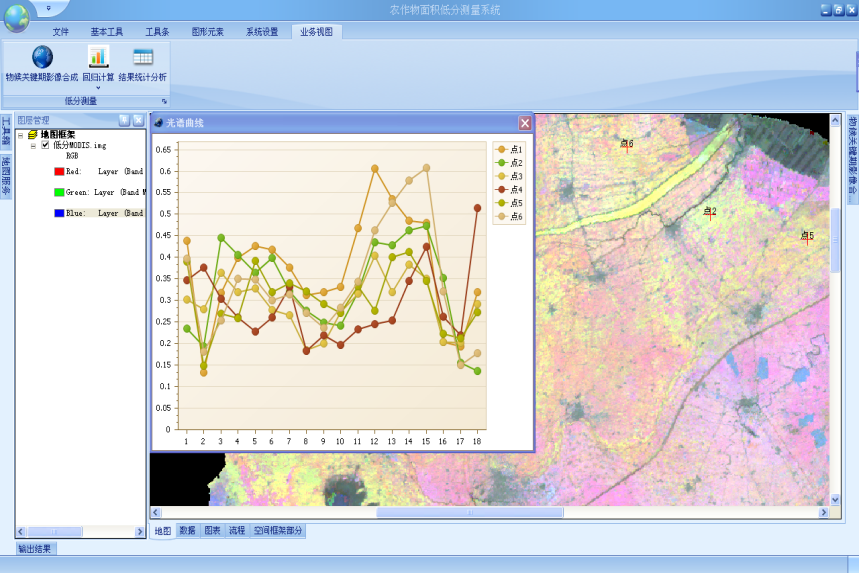 农作物面积低分测量系统
文件 基本工具 工具条 图形元素 系统设置 业务视图
物候关键期影像合成 回归计算 结果统计分析
低分测量
工具箱
地图服务
图层管理
地图框架
低分MODIS.img
RGB
Red: Layer (Band
Green: Layer (Band M
Blue: Layer (Band
光谱曲线
0.65
0.6
0.55
0.5
0.45
0.4
0.35
0.3
0.25
0.2
0.15
0.1
0.05
0
1 2 3 4 5 6 7 8 9 10 11 12 13 14 15 16 17 18
点1
点2
点3
点4
点5
点6
点6
点2
点5
物候关键期影像合...
地图 数据 图表 流程 空间框架部分
输出结果